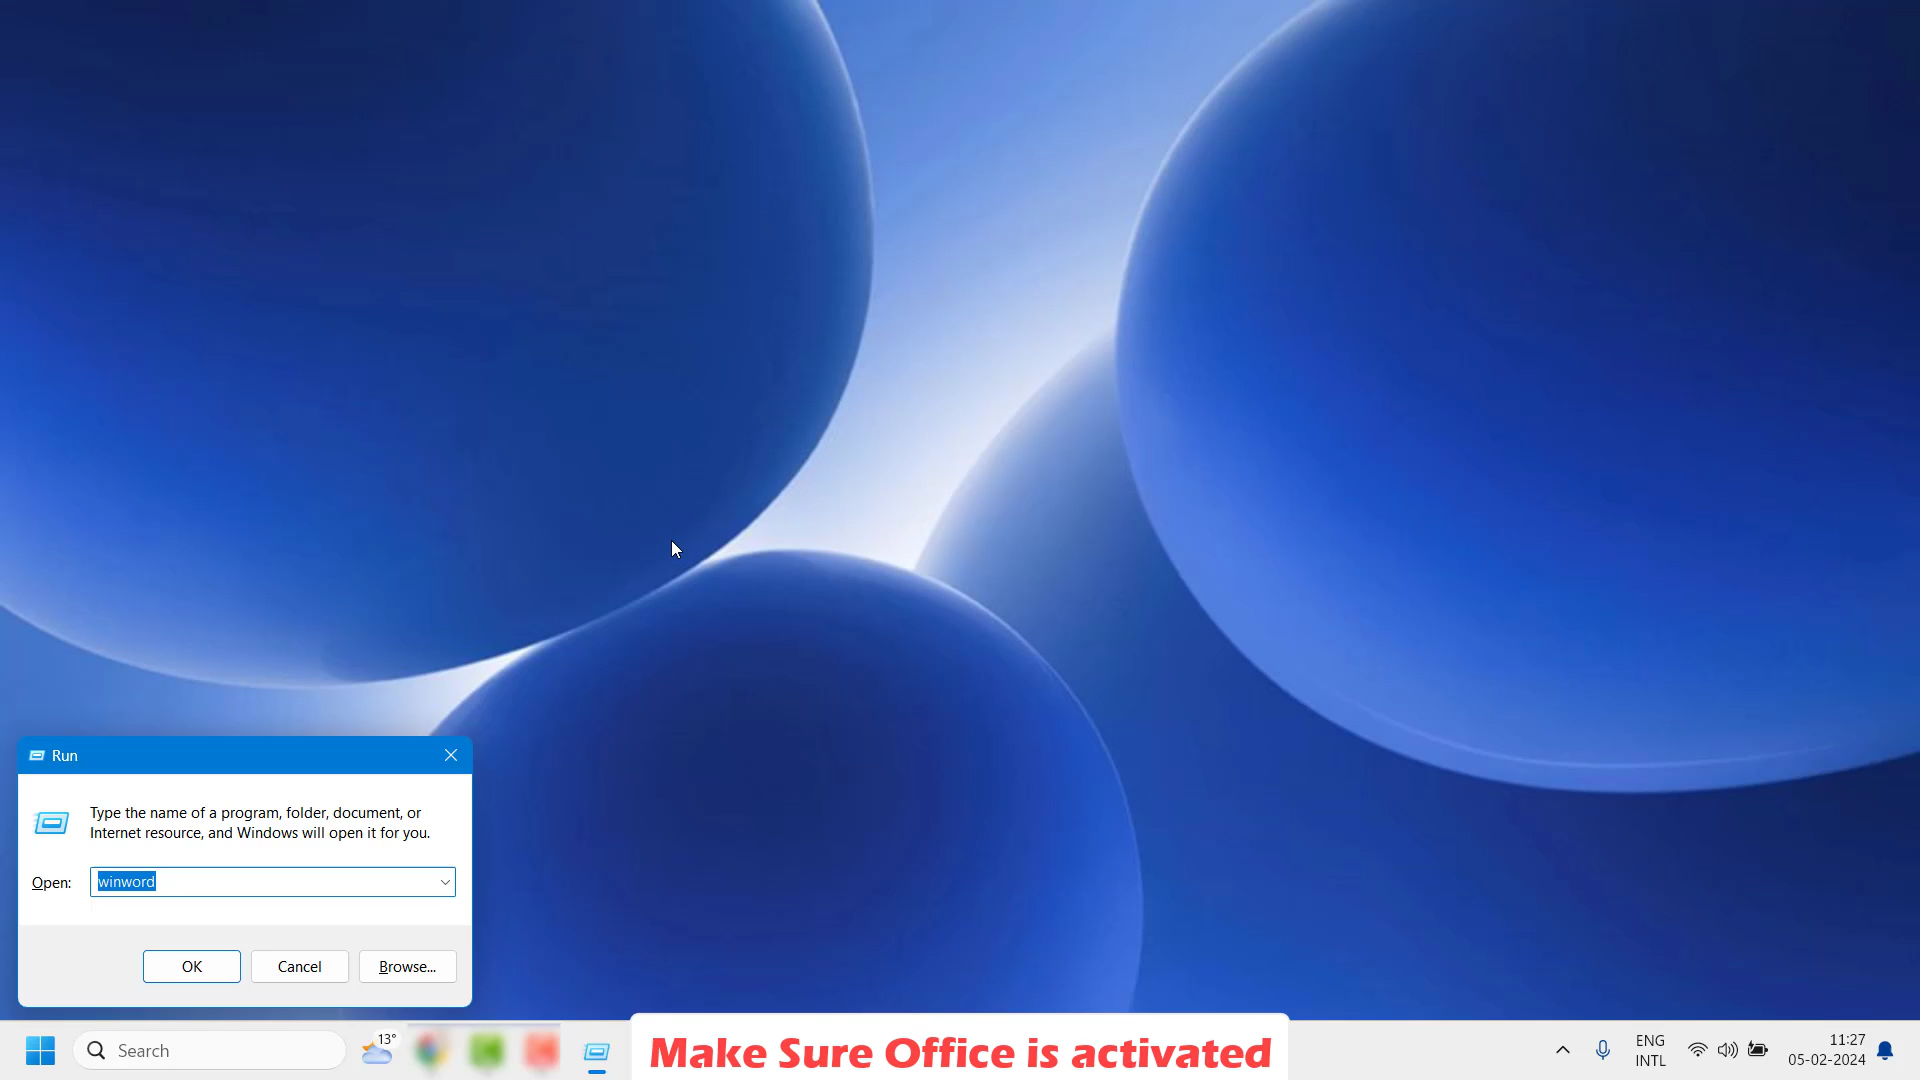 Run
Type the name of a program, folder, document, or
Internet resource, and Windows will open it for you.
Open:
winword
OK
Cancel
Browse...
Search
13°
Make Sure Office is activated
ENG
INTL
11:27
05-02-2024